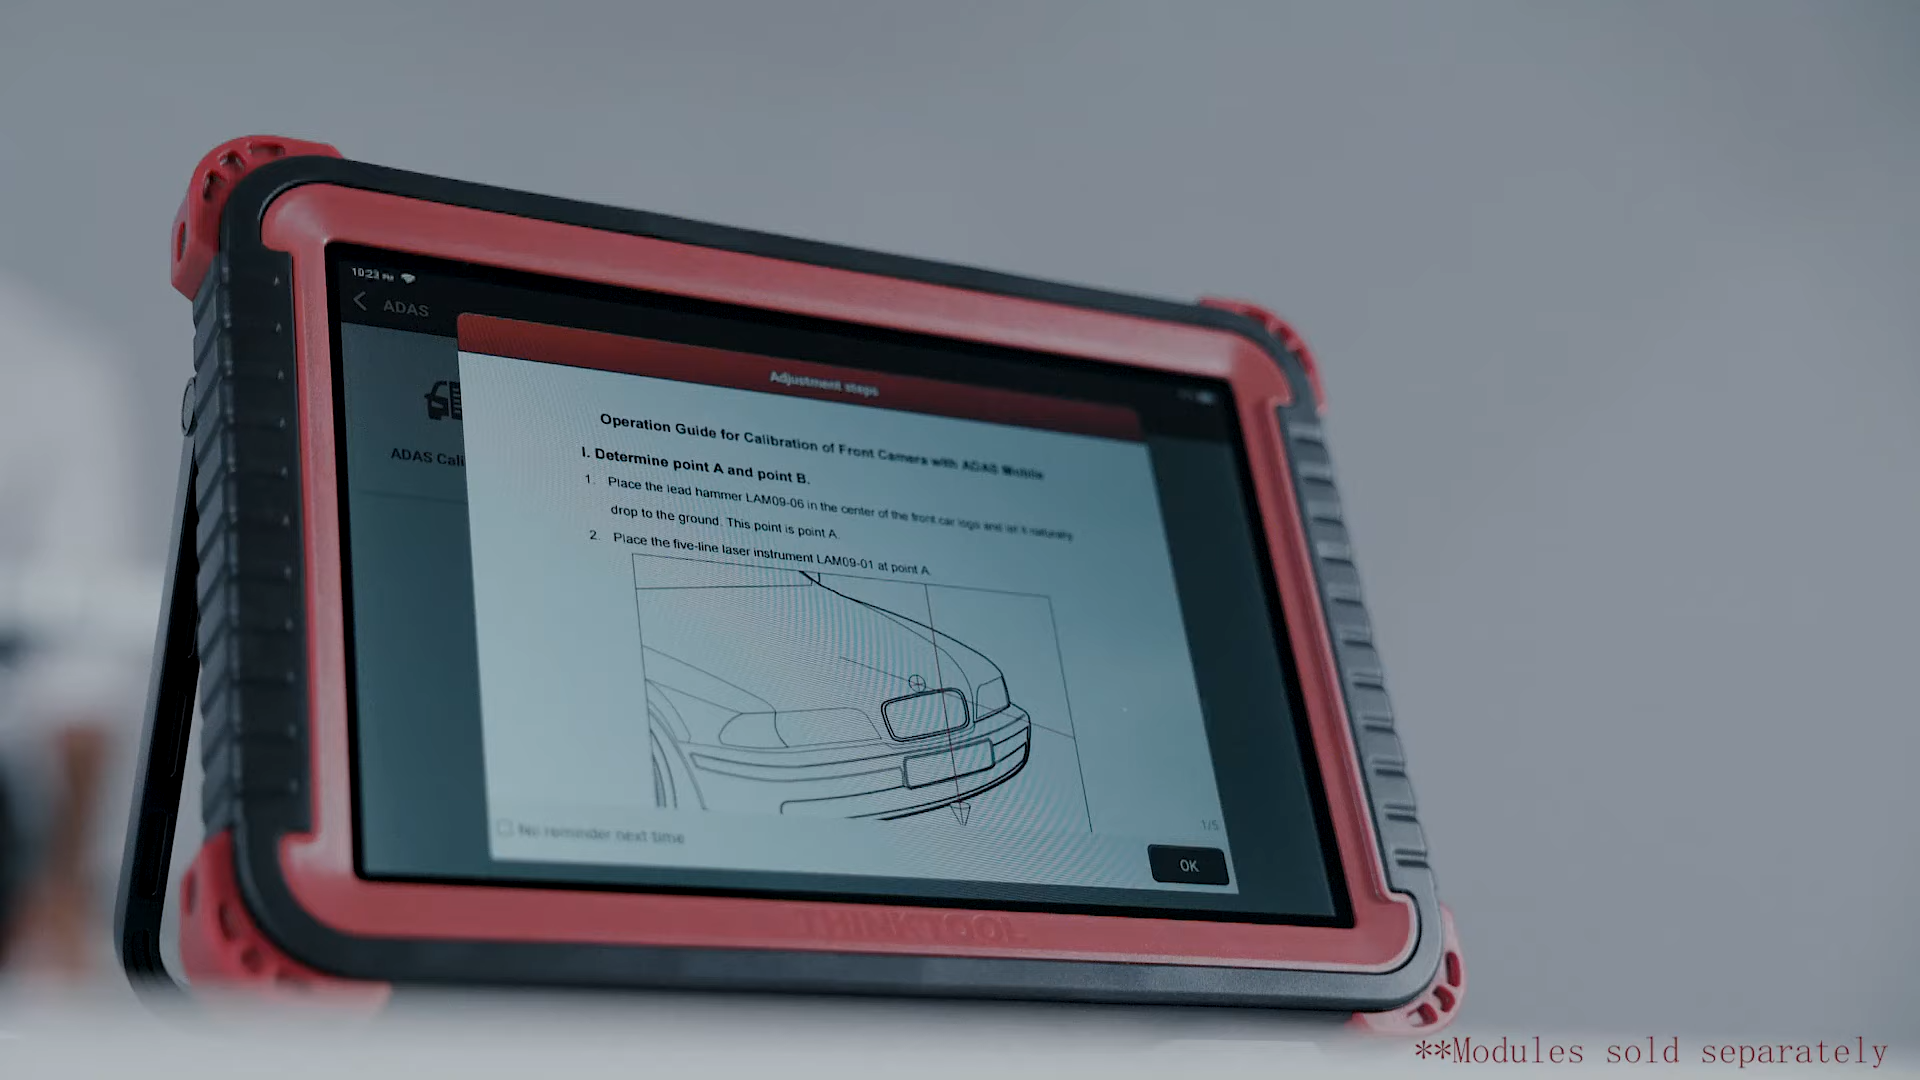 10:23 PM
ADAS
Adjustment steps
ADAS Cali
Operation Guide for Calibration of Front Camera with ADAS Mobile
I. Determine point A and point B.
1. Place the lead hammer LAM09-06 in the center of the front car logo and let it naturally
drop to the ground. This point is point A.
2. Place the five-line laser instrument LAM09-01 at point A
1/5
No reminder next time
OK
THINKTOOL
**Modules sold separately